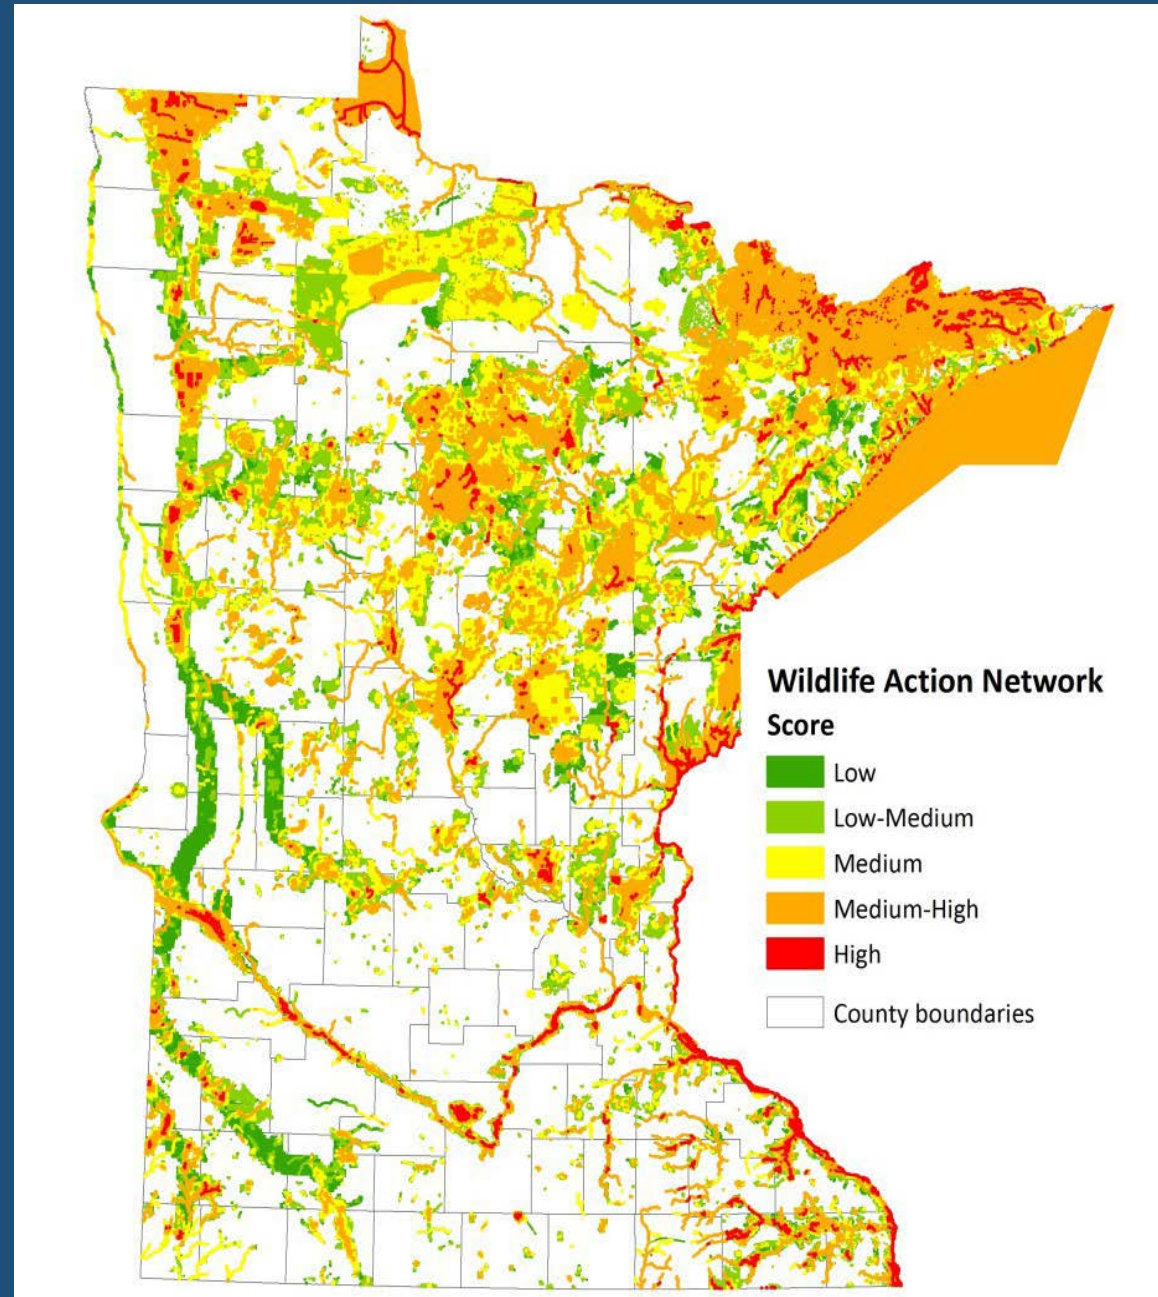 Wildlife Action Network
Score
Low
Low-Medium
Medium
Medium-High
High
County boundaries